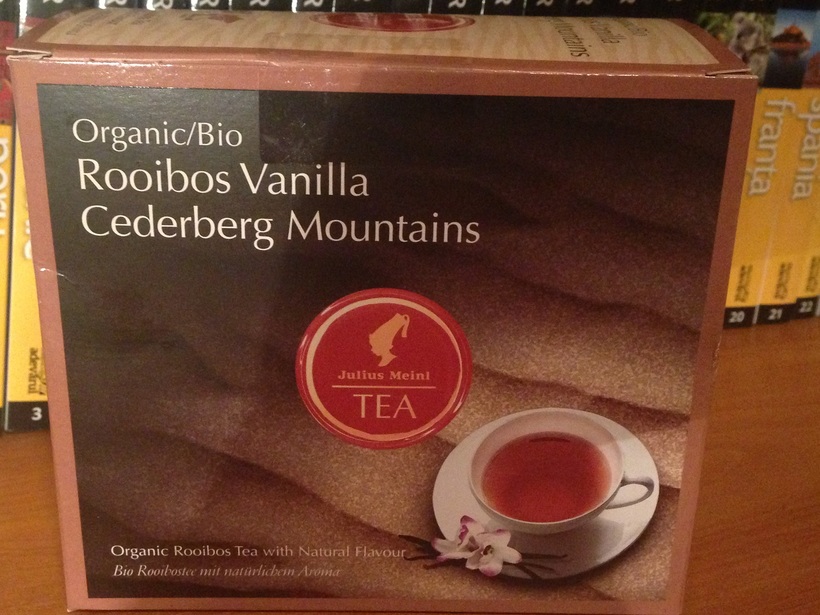 Organic/Bio
Rooibos Vanilla
Cederberg Mountains
Julius Meinl
TEA
Organic Rooibos Tea with Natural Flavour
Bio Rooibostee mit natürlichem Aroma
franța
spania
3
20
21
22